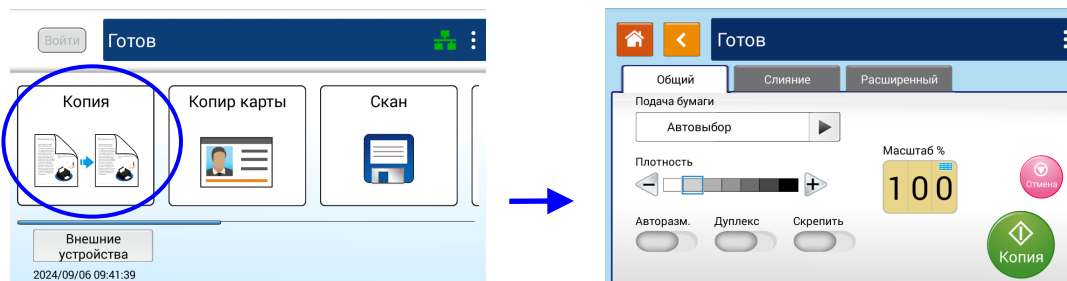 Войти
Готов
Копия
Копир карты
Скан
Внешние
устройства
2024/09/06 09:41:39
Готов
Общий
Слияние
Расширенный
Подача бумаги
Автовыбор
Плотность
Масштаб %
100
Отмена
Авторазм.
Дуплекс
Скрепить
Копия